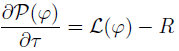 ∂𝒫(φ)/∂τ = ℒ(φ) − R